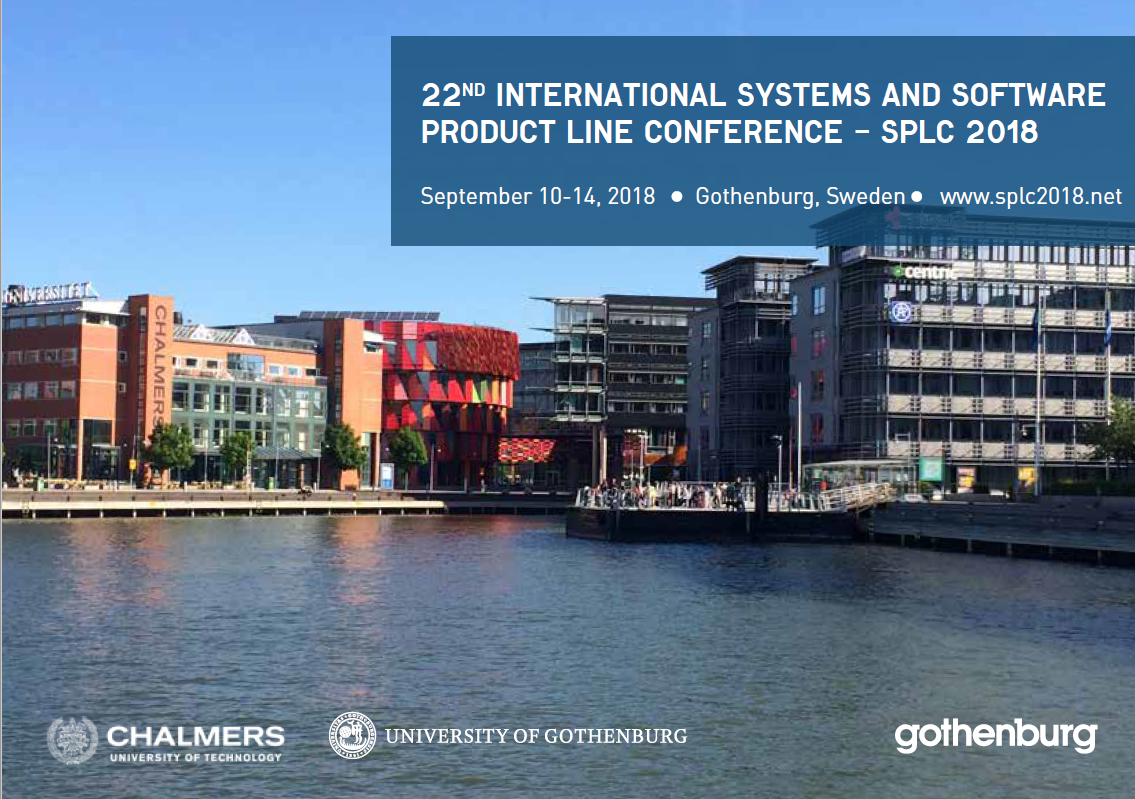 22ND INTERNATIONAL SYSTEMS AND SOFTWARE
PRODUCT LINE CONFERENCE – SPLC 2018
September 10-14, 2018 ● Gothenburg, Sweden ● www.splc2018.net
centric
UNIVERSITET
CHALMERS
CHALMERS
UNIVERSITY OF TECHNOLOGY
UNIVERSITY OF GOTHENBURG
gothenburg